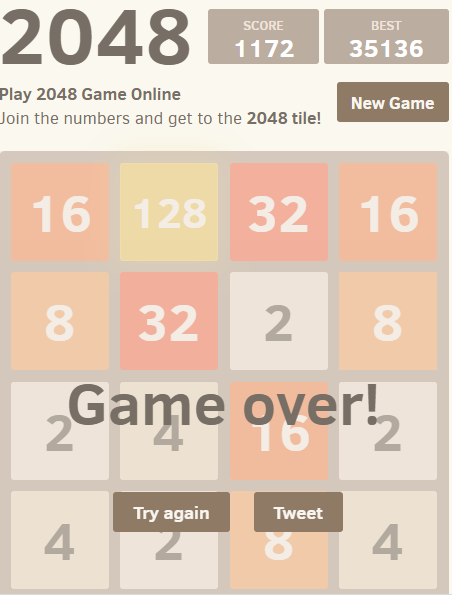 2048
SCORE
1172
BEST
35136
Play 2048 Game Online
Join the numbers and get to the 2048 tile!
New Game
16 128 32 16
8 32 2 8
Game over!
2 4 16 2
Try again Tweet
4 2 8 4